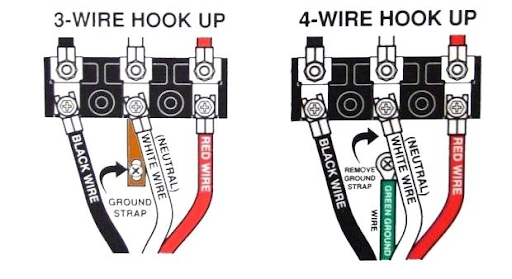 3-WIRE HOOK UP
BLACK WIRE
GROUND
STRAP
(NEUTRAL)
WHITE WIRE
RED WIRE
4-WIRE HOOK UP
BLACK WIRE
REMOVE
GROUND
STRAP
WIRE
GREEN GROUND
(NEUTRAL)
WHITE WIRE
RED WIRE